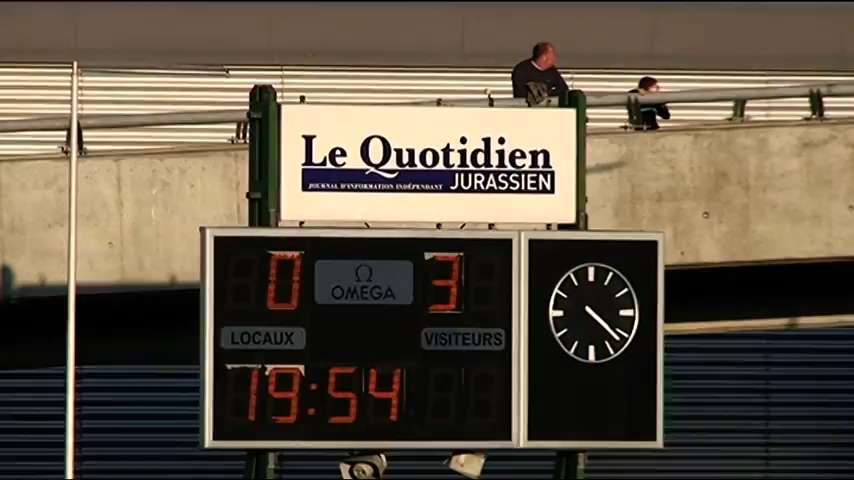 Le Quotidien
JOURNAL D'INFORMATION INDÉPENDANT JURASSIEN
0 Ω 3
OMEGA
LOCAUX VISITEURS
19:54